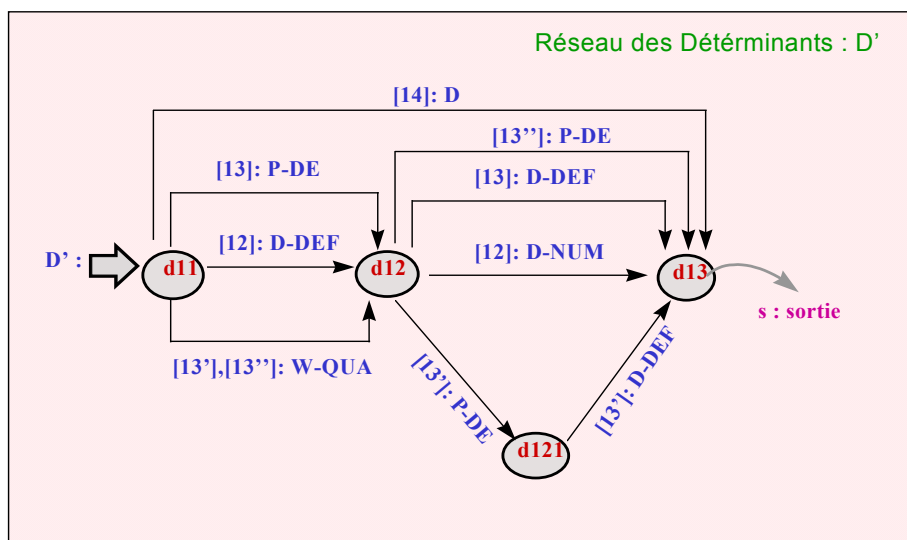 Réseau des Détérminants : D’
[14]: D
[13’’]: P-DE
[13]: P-DE
[13]: D-DEF
[12]: D-DEF
[12]: D-NUM
D’ :
d11
d12
d13
s : sortie
[13’],[13’’]: W-QUA
[13’]: P-DE
[13’]: D-DEF
d121